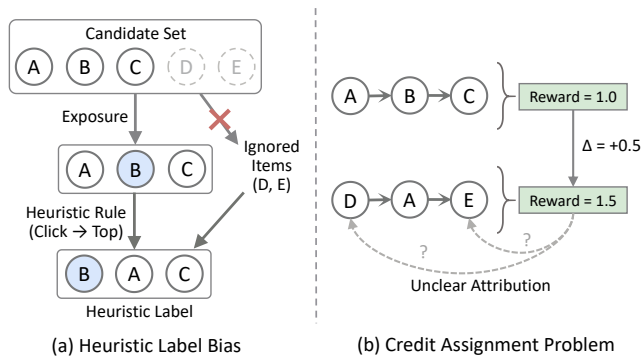 Candidate Set
A B C D E
Exposure
Ignored
Items
(D, E)
A B C
Heuristic Rule
(Click → Top)
B A C
Heuristic Label
(a) Heuristic Label Bias
A B C
Reward = 1.0
Δ = +0.5
D A E
Reward = 1.5
? ?
Unclear Attribution
(b) Credit Assignment Problem